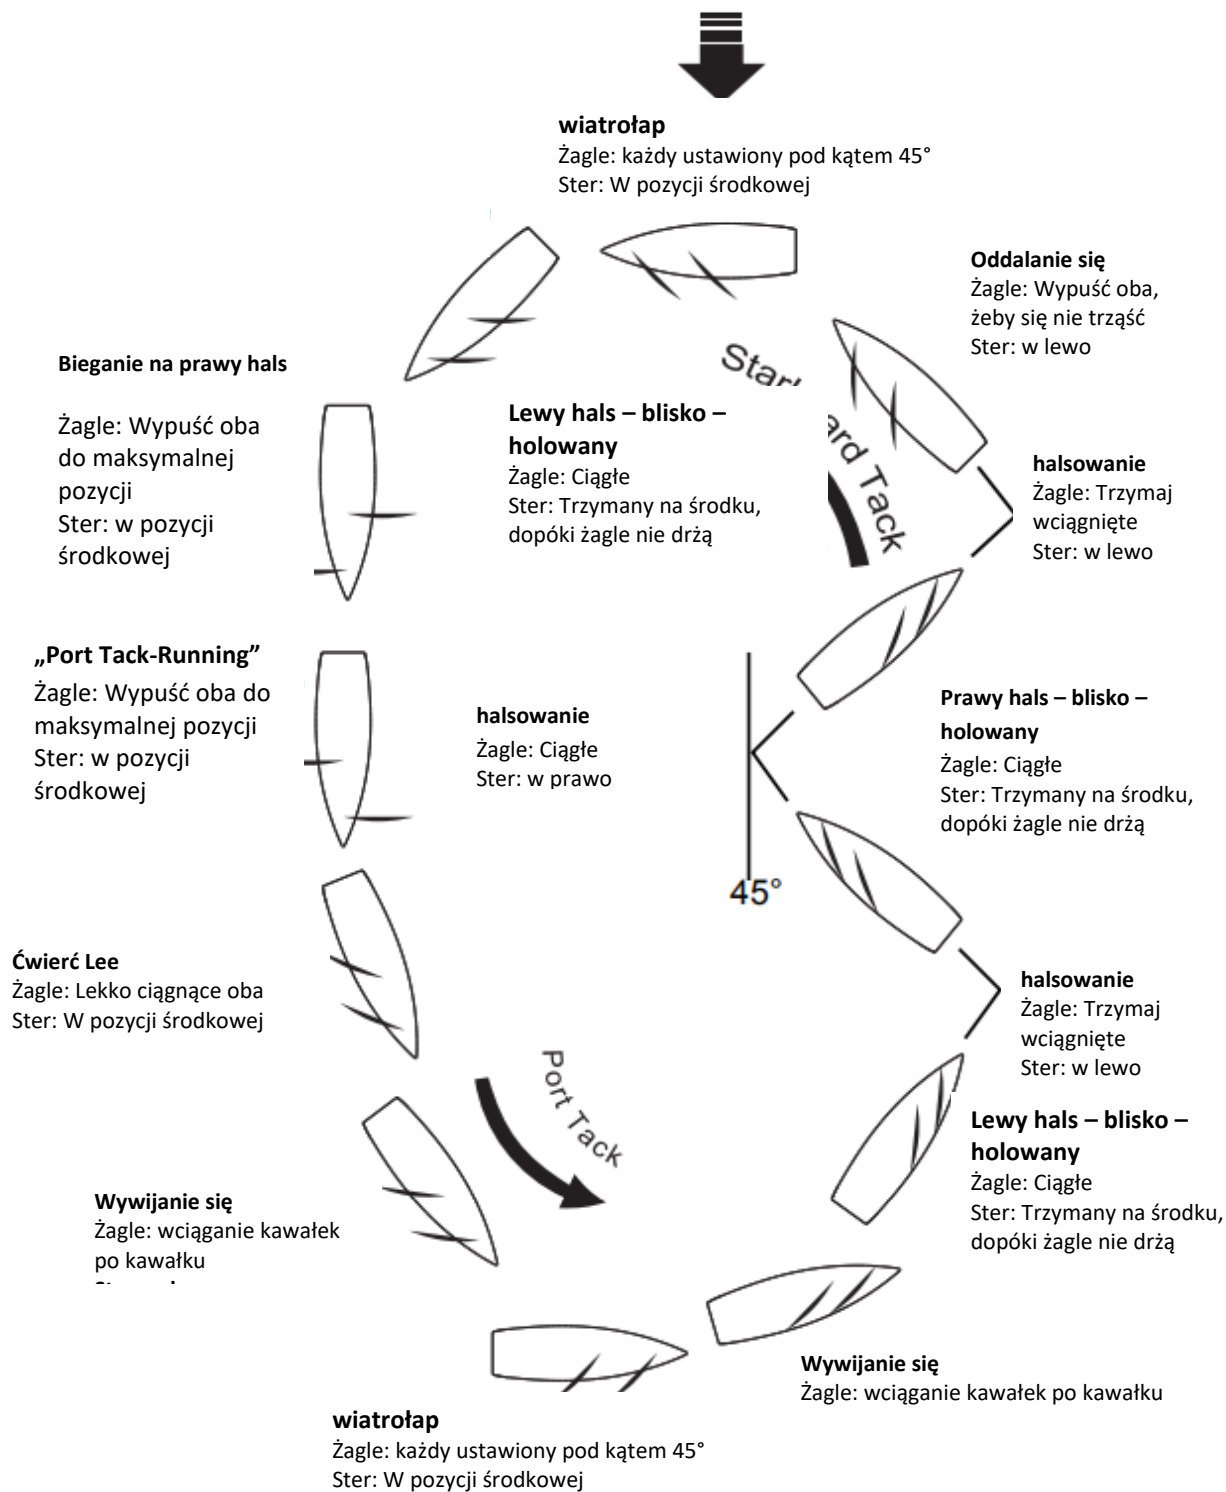 wiatrołap
Żagle: każdy ustawiony pod kątem 45°
Ster: W pozycji środkowej
Oddalanie się
Żagle: Wypuść oba,
żeby się nie trząść
Ster: w lewo
Bieganie na prawy hals
Żagle: Wypuść oba
do maksymalnej
pozycji
Ster: w pozycji
środkowej
Lewy hals – blisko –
holowany
Żagle: Ciągłe
Ster: Trzymany na środku,
dopóki żagle nie drżą
ard Tack
halsowanie
Żagle: Trzymaj
wciągnięte
Ster: w lewo
„Port Tack-Running”
Żagle: Wypuść oba do
maksymalnej pozycji
Ster: w pozycji
środkowej
halsowanie
Żagle: Ciągłe
Ster: w prawo
Prawy hals – blisko –
holowany
Żagle: Ciągłe
Ster: Trzymany na środku,
dopóki żagle nie drżą
45°
Ćwierć Lee
Żagle: Lekko ciągnące oba
Ster: W pozycji środkowej
halsowanie
Żagle: Trzymaj
wciągnięte
Ster: w lewo
Port Tack
Lewy hals – blisko –
holowany
Żagle: Ciągłe
Ster: Trzymany na środku,
dopóki żagle nie drżą
Wywijanie się
Żagle: wciąganie kawałek
po kawałku
Wywijanie się
Żagle: wciąganie kawałek po kawałku
wiatrołap
Żagle: każdy ustawiony pod kątem 45°
Ster: W pozycji środkowej